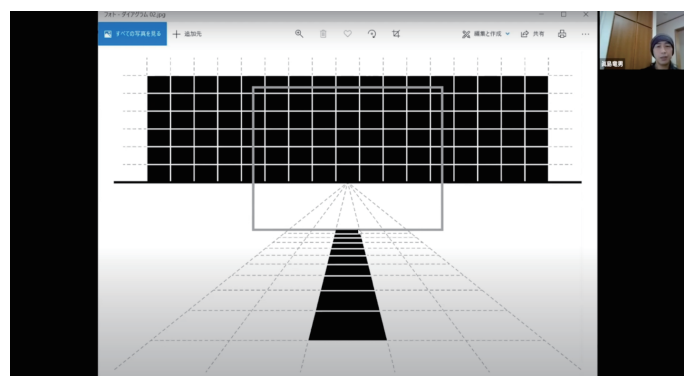 フォト・ダイアグラム 02.jpg
すべての写真を見る
追加先
編集と作成
共有